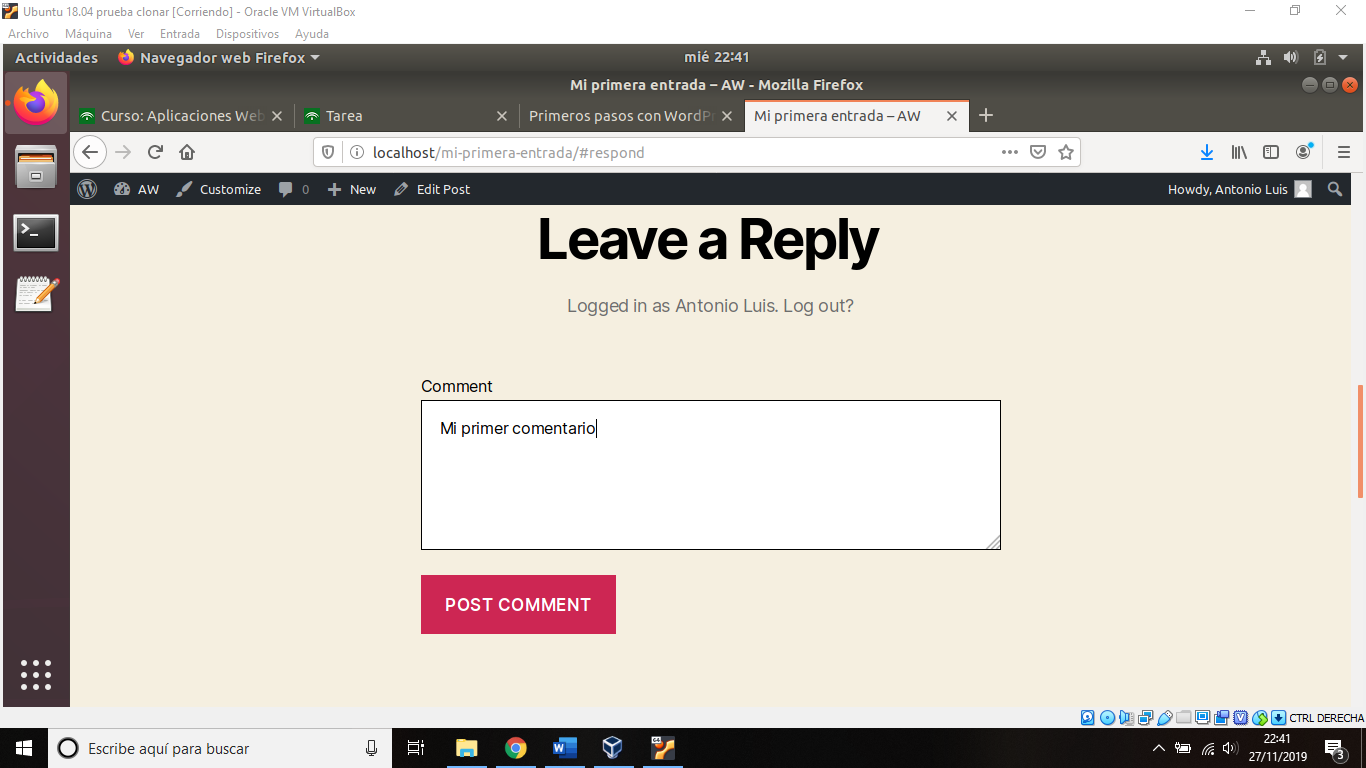 Ubuntu 18.04 prueba clonar [Corriendo] - Oracle VM VirtualBox
Archivo Máquina Ver Entrada Dispositivos Ayuda
Actividades Navegador web Firefox mié 22:41
Mi primera entrada – AW - Mozilla Firefox
Curso: Aplicaciones Web Tarea Primeros pasos con WordPr Mi primera entrada – AW
localhost/mi-primera-entrada/#respond
AW Customize 0 New Edit Post Howdy, Antonio Luis
Leave a Reply
Logged in as Antonio Luis. Log out?
Comment
Mi primer comentario
POST COMMENT
CTRL DERECHA
Escribe aquí para buscar
22:41
27/11/2019
3